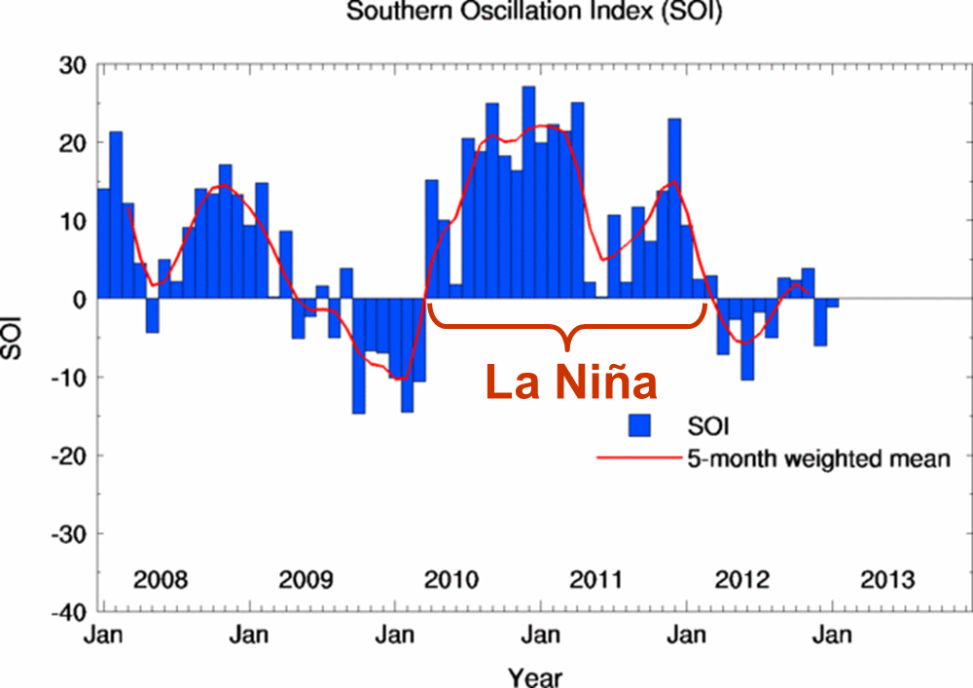 Southern Oscillation Index (SOI)
30
20
10
0
-10
-20
-30
-40
SOI
La Niña
SOI
5-month weighted mean
2008 2009 2010 2011 2012 2013
Jan Jan Jan Jan Jan Jan
Year